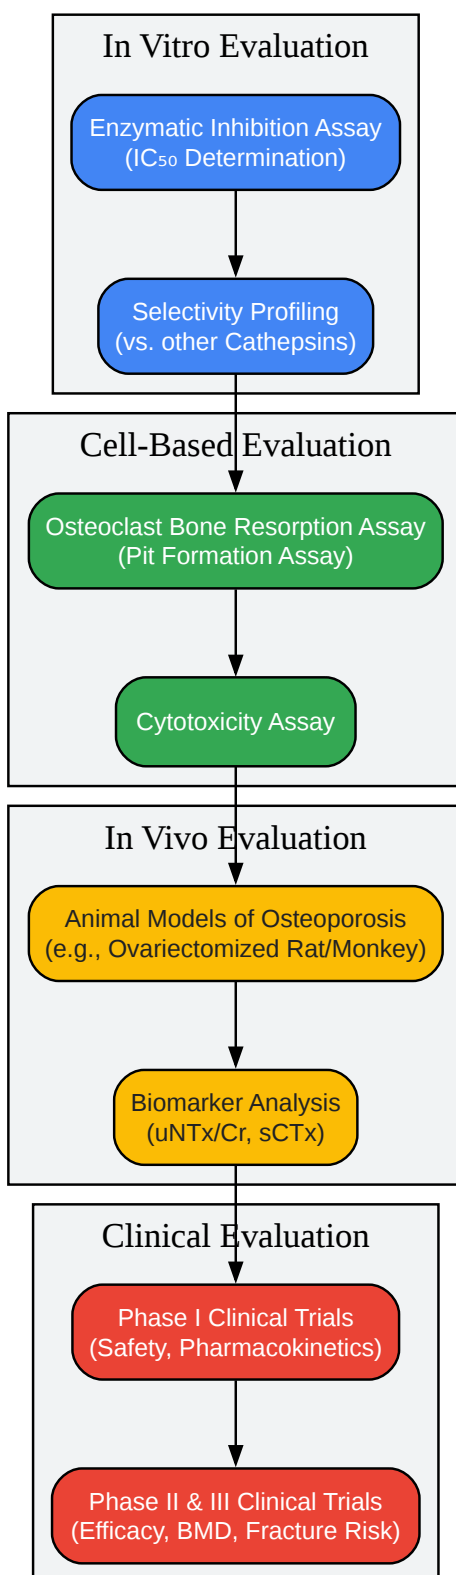 In Vitro Evaluation
Enzymatic Inhibition Assay
(IC₅₀ Determination)
Selectivity Profiling
(vs. other Cathepsins)
Cell-Based Evaluation
Osteoclast Bone Resorption Assay
(Pit Formation Assay)
Cytotoxicity Assay
In Vivo Evaluation
Animal Models of Osteoporosis
(e.g., Ovariectomized Rat/Monkey)
Biomarker Analysis
(uNTx/Cr, sCTx)
Clinical Evaluation
Phase I Clinical Trials
(Safety, Pharmacokinetics)
Phase II & III Clinical Trials
(Efficacy, BMD, Fracture Risk)